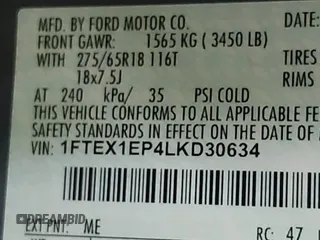 MFD. BY FORD MOTOR CO.
DATE:
FRONT GAWR: 1565 KG ( 3450 LB)
WITH 275/65R18 116T
TIRES
18x7.5J
RIMS
AT 240 kPa/ 35 PSI COLD
THIS VEHICLE CONFORMS TO ALL APPLICABLE
SAFETY STANDARDS IN EFFECT ON THE DATE OF
VIN: 1FTEX1EP4LKD30634
EXT PNT: ME
RC: 47
DREAMBID